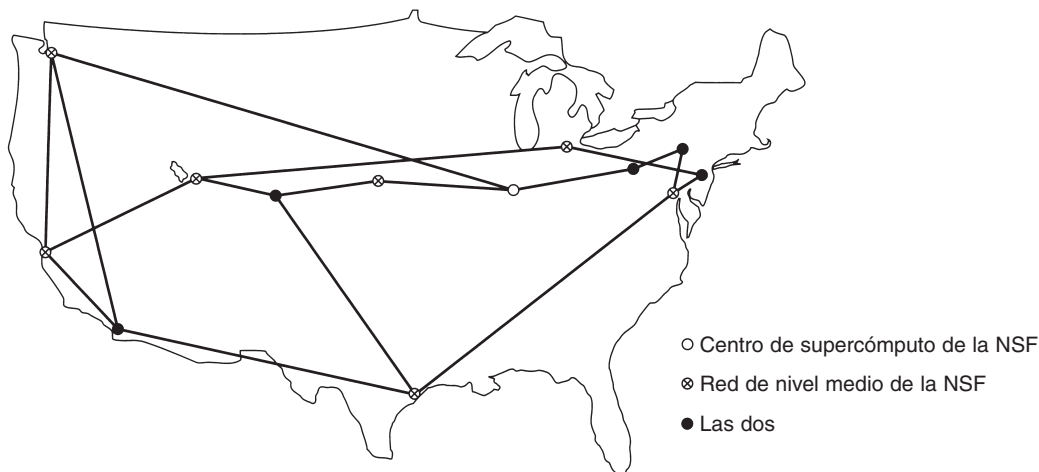 Centro de supercómputo de la NSF
Red de nivel medio de la NSF
Las dos